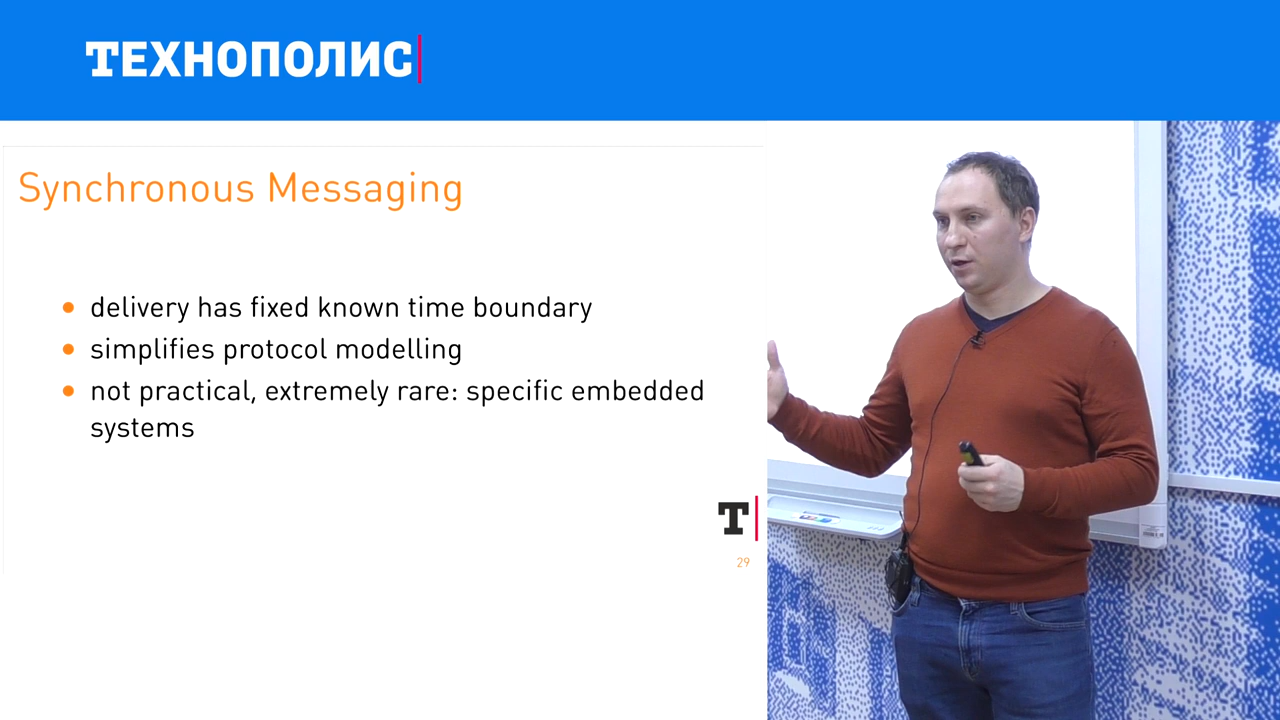 ТЕХНОПОЛИС
Synchronous Messaging
delivery has fixed known time boundary
simplifies protocol modelling
not practical, extremely rare: specific embedded
systems
Т
29